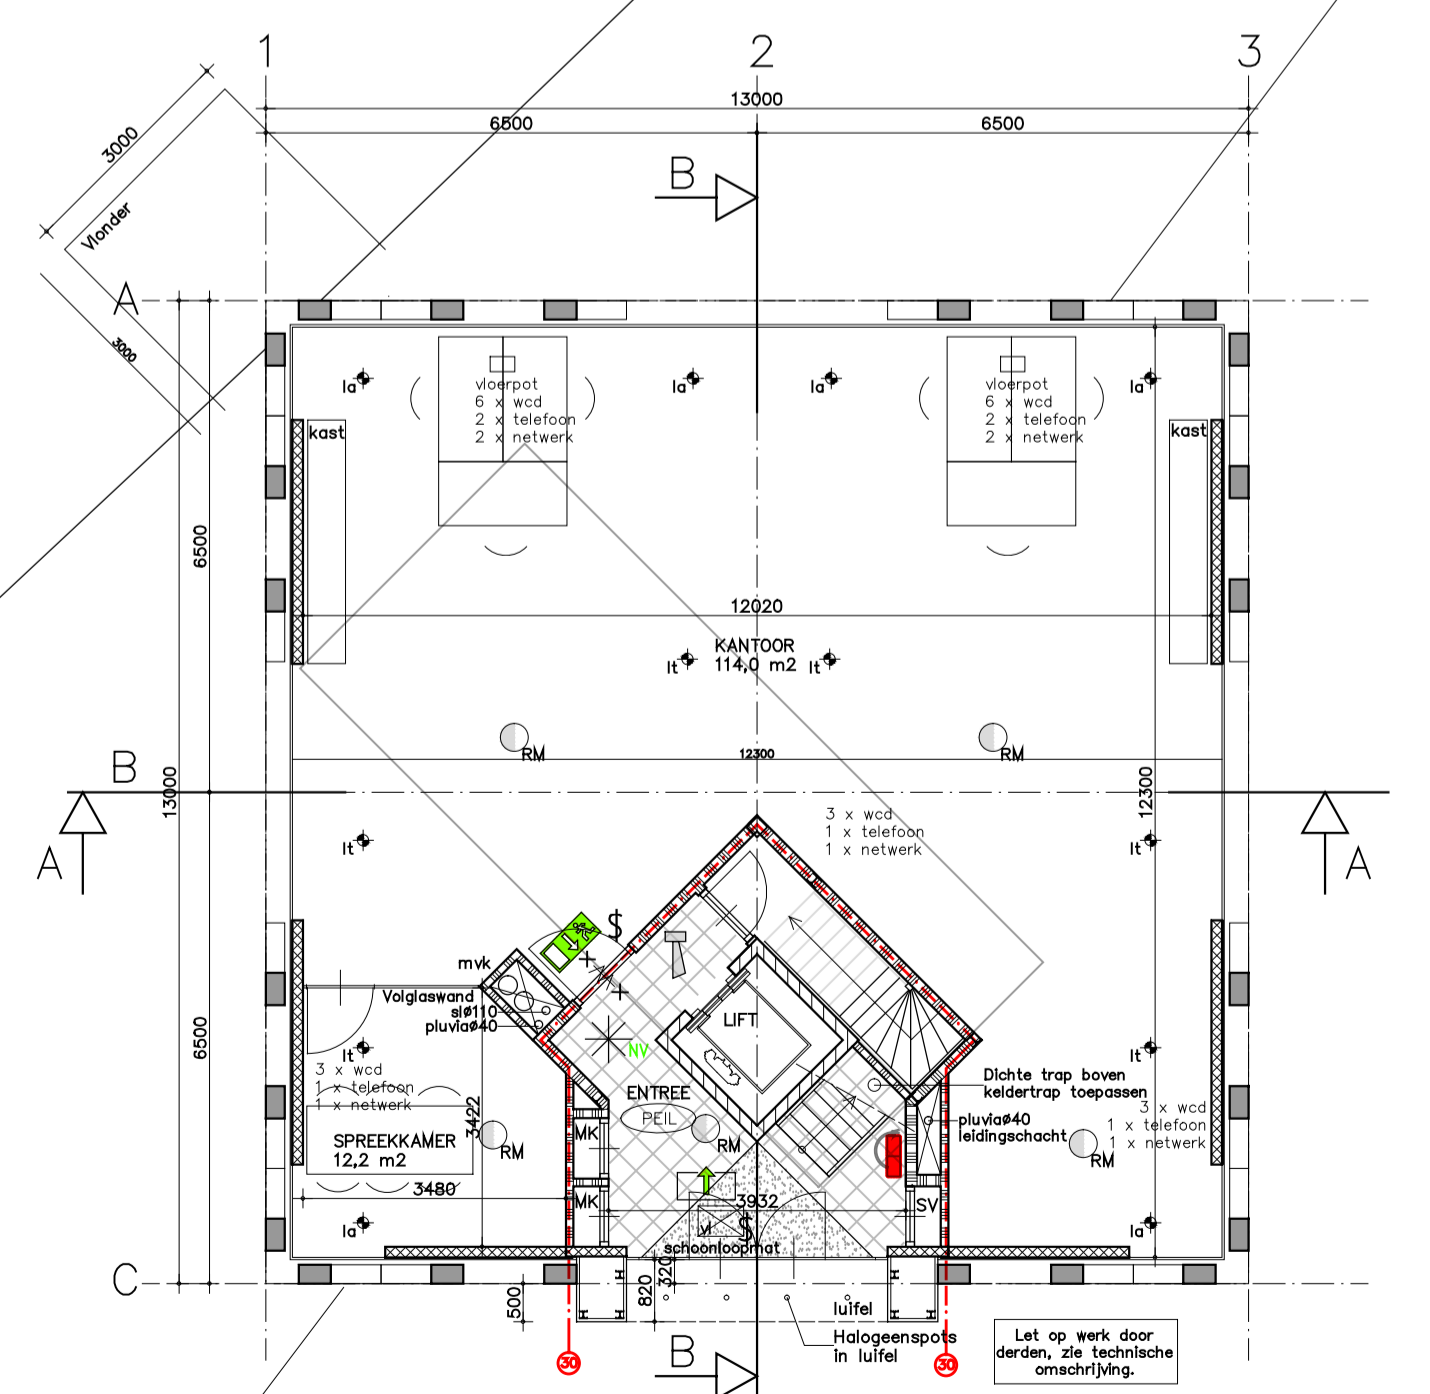 1
2
3
13000
6500
6500
3000
Vlonder
B
A
3000
la
la
la
la
vloerpot
6 x wcd
2 x telefoon
2 x netwerk
vloerpot
6 x wcd
2 x telefoon
2 x netwerk
kast
kast
6500
12020
KANTOOR
114,0 m2
lt
lt
RM
RM
12300
B
13000
12300
A
A
lt
lt
3 x wcd
1 x telefoon
1 x netwerk
$
mvk
Volglaswand
slø110
pluviaø40
LIFT
NV
6500
lt
lt
3 x wcd
1 x telefoon
1 x netwerk
3422
ENTREE
PEIL
RM
Dichte trap boven
keldertrap toepassen
pluviaø40
leidingschacht
3 x wcd
1 x telefoon
1 x netwerk
SPREEKKAMER
12,2 m2
RM
RM
MK
MK
SV
3480
3932
la
la
vl
$
schoonloopmat
C
500
820
320
luifel
Halogeenspots
in luifel
30
30
B
Let op werk door
derden, zie technische
omschrijving.